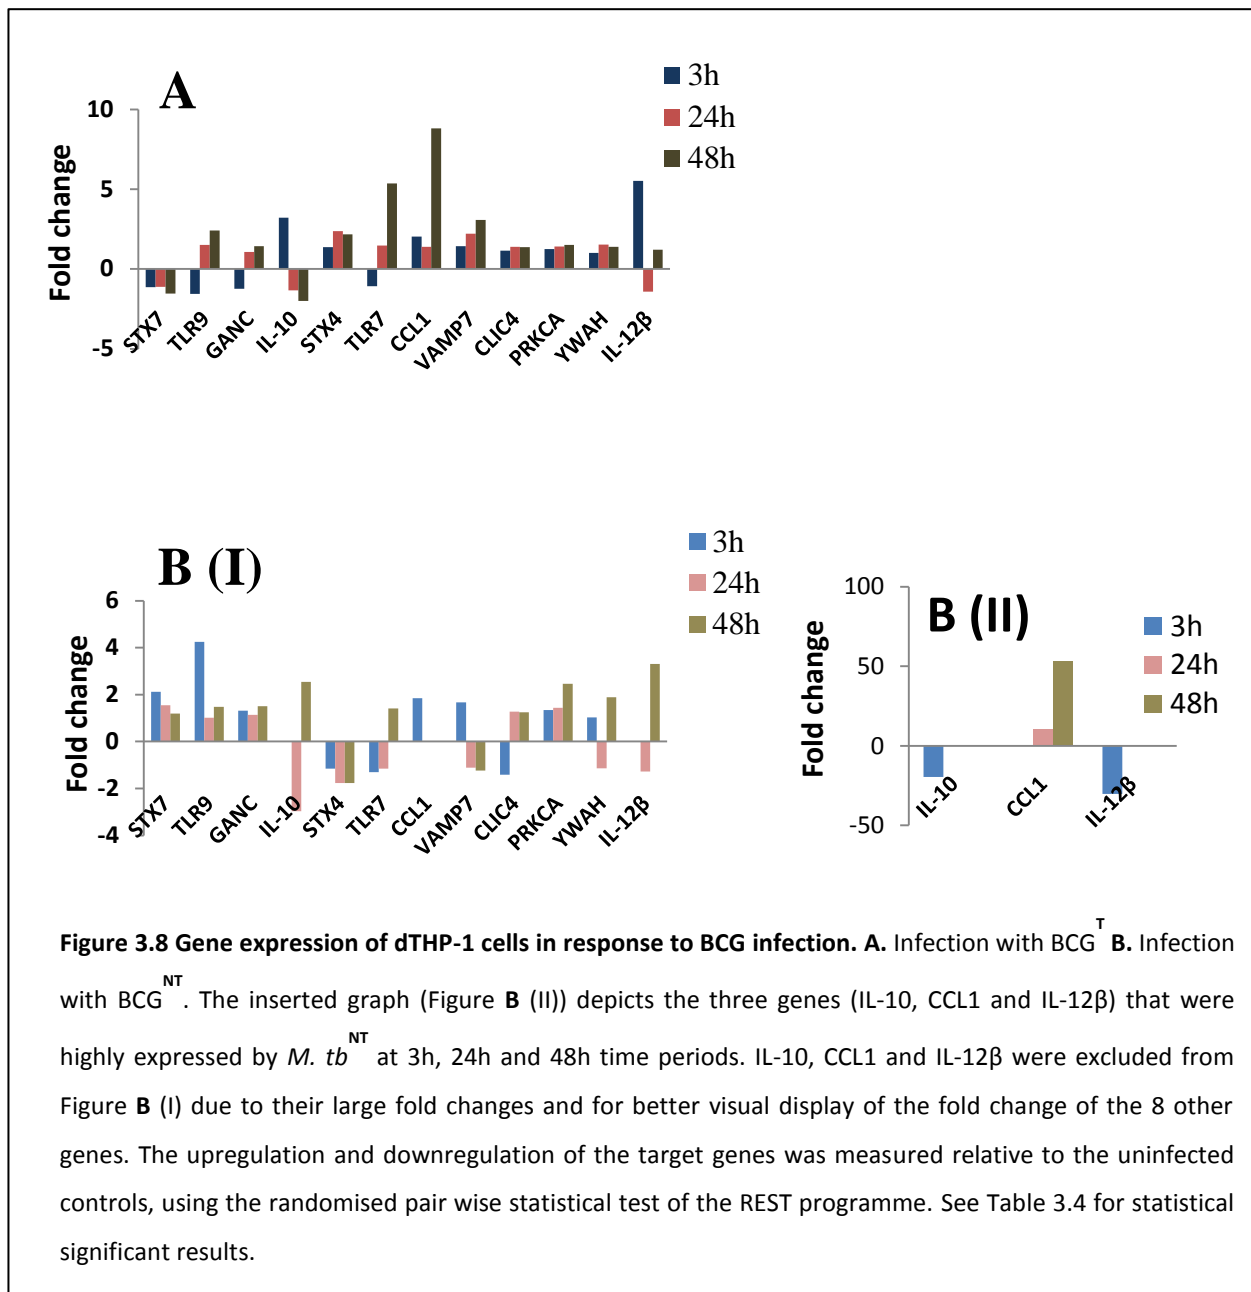 A
3h
24h
48h
10
5
0
-5
Fold change
STX7
TLR9
GANC
IL-10
STX4
TLR7
CCL1
VAMP7
CLIC4
PRKCA
YWAH
IL-12β
B (I)
3h
24h
48h
6
4
2
0
-2
-4
Fold change
STX7
TLR9
GANC
IL-10
STX4
TLR7
CCL1
VAMP7
CLIC4
PRKCA
YWAH
IL-12β
B (II)
3h
24h
48h
100
50
0
-50
Fold change
IL-10
CCL1
IL-12β
Figure 3.8 Gene expression of dTHP-1 cells in response to BCG infection. A. Infection with BCG^T B. Infection
with BCG^NT. The inserted graph (Figure B (II)) depicts the three genes (IL-10, CCL1 and IL-12β) that were
highly expressed by M. tb^NT at 3h, 24h and 48h time periods. IL-10, CCL1 and IL-12β were excluded from
Figure B (I) due to their large fold changes and for better visual display of the fold change of the 8 other
genes. The upregulation and downregulation of the target genes was measured relative to the uninfected
controls, using the randomised pair wise statistical test of the REST programme. See Table 3.4 for statistical
significant results.